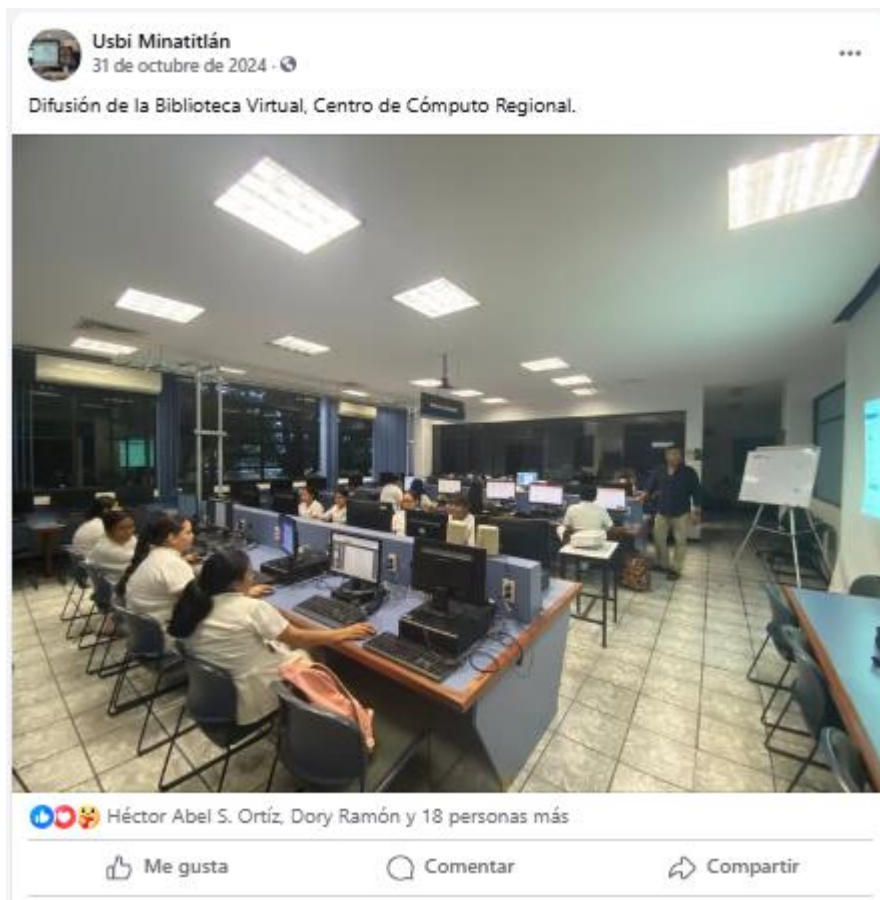 Usbi Minatitlán
31 de octubre de 2024 ·
Difusión de la Biblioteca Virtual, Centro de Cómputo Regional.
Héctor Abel S. Ortíz, Dory Ramón y 18 personas más
Me gusta
Comentar
Compartir